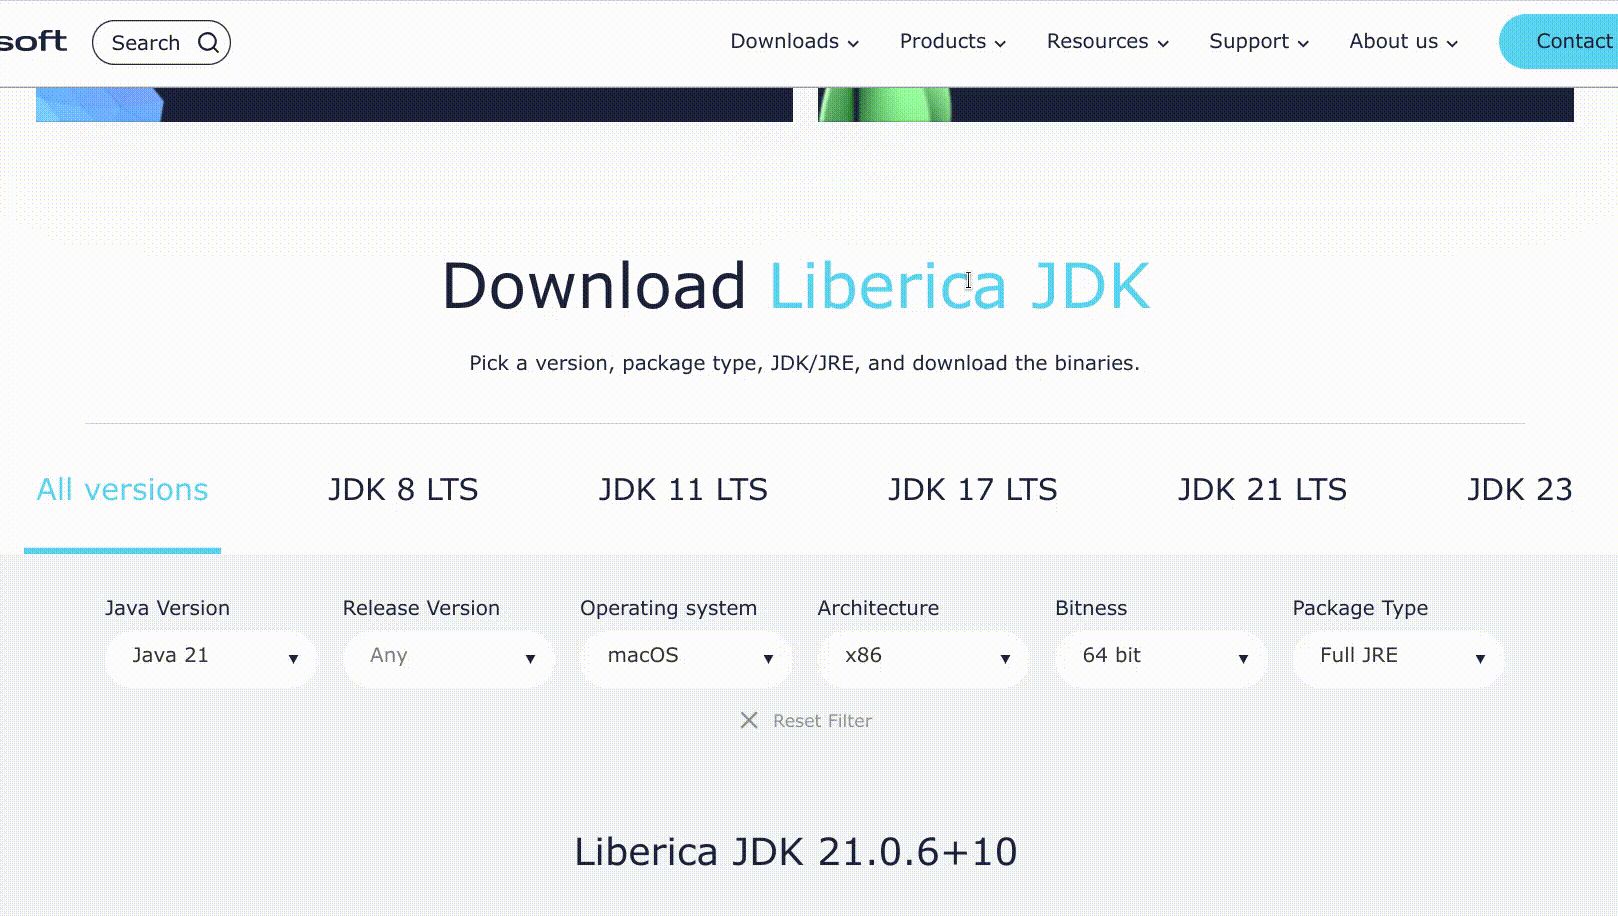 soft
Search
Downloads
Products
Resources
Support
About us
Contact
Download Liberica JDK
Pick a version, package type, JDK/JRE, and download the binaries.
All versions
JDK 8 LTS
JDK 11 LTS
JDK 17 LTS
JDK 21 LTS
JDK 23
Java Version
Release Version
Operating system
Architecture
Bitness
Package Type
Java 21
Any
macOS
x86
64 bit
Full JRE
Reset Filter
Liberica JDK 21.0.6+10